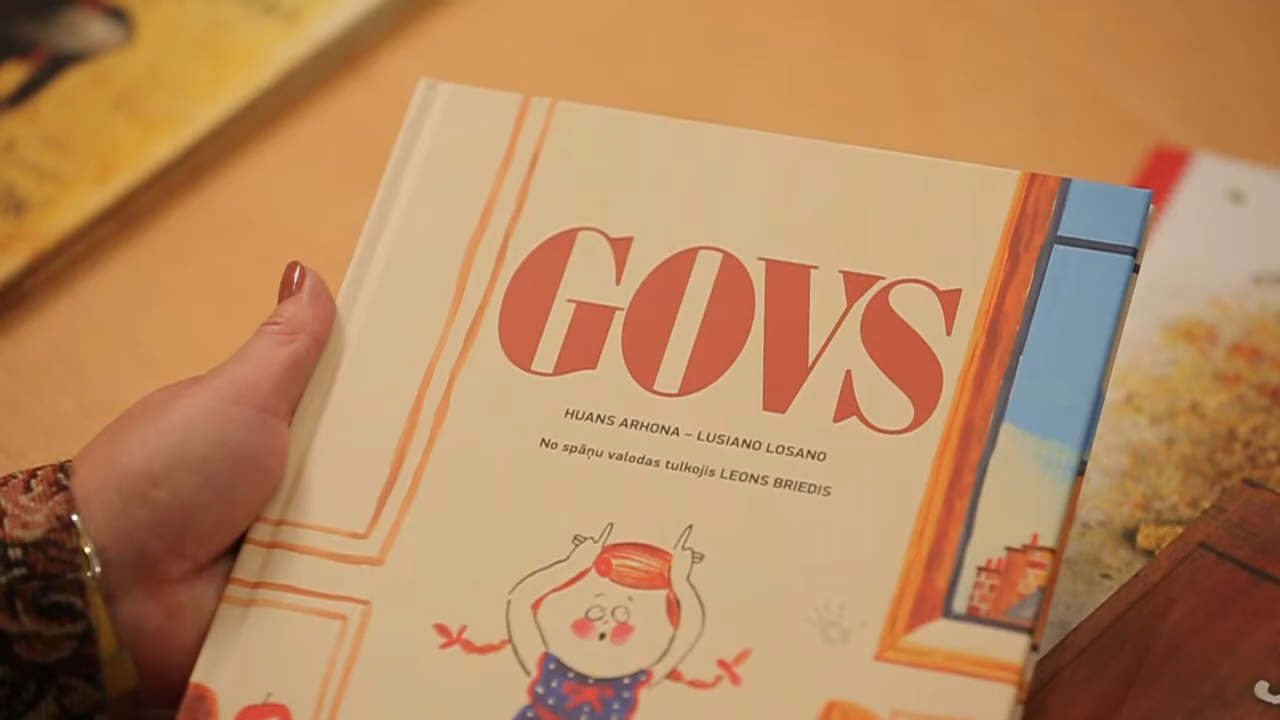 GOVS
HUANS ARHONA – LUSIANO LOSANO
No spāņu valodas tulkojis LEONS BRIEDIS